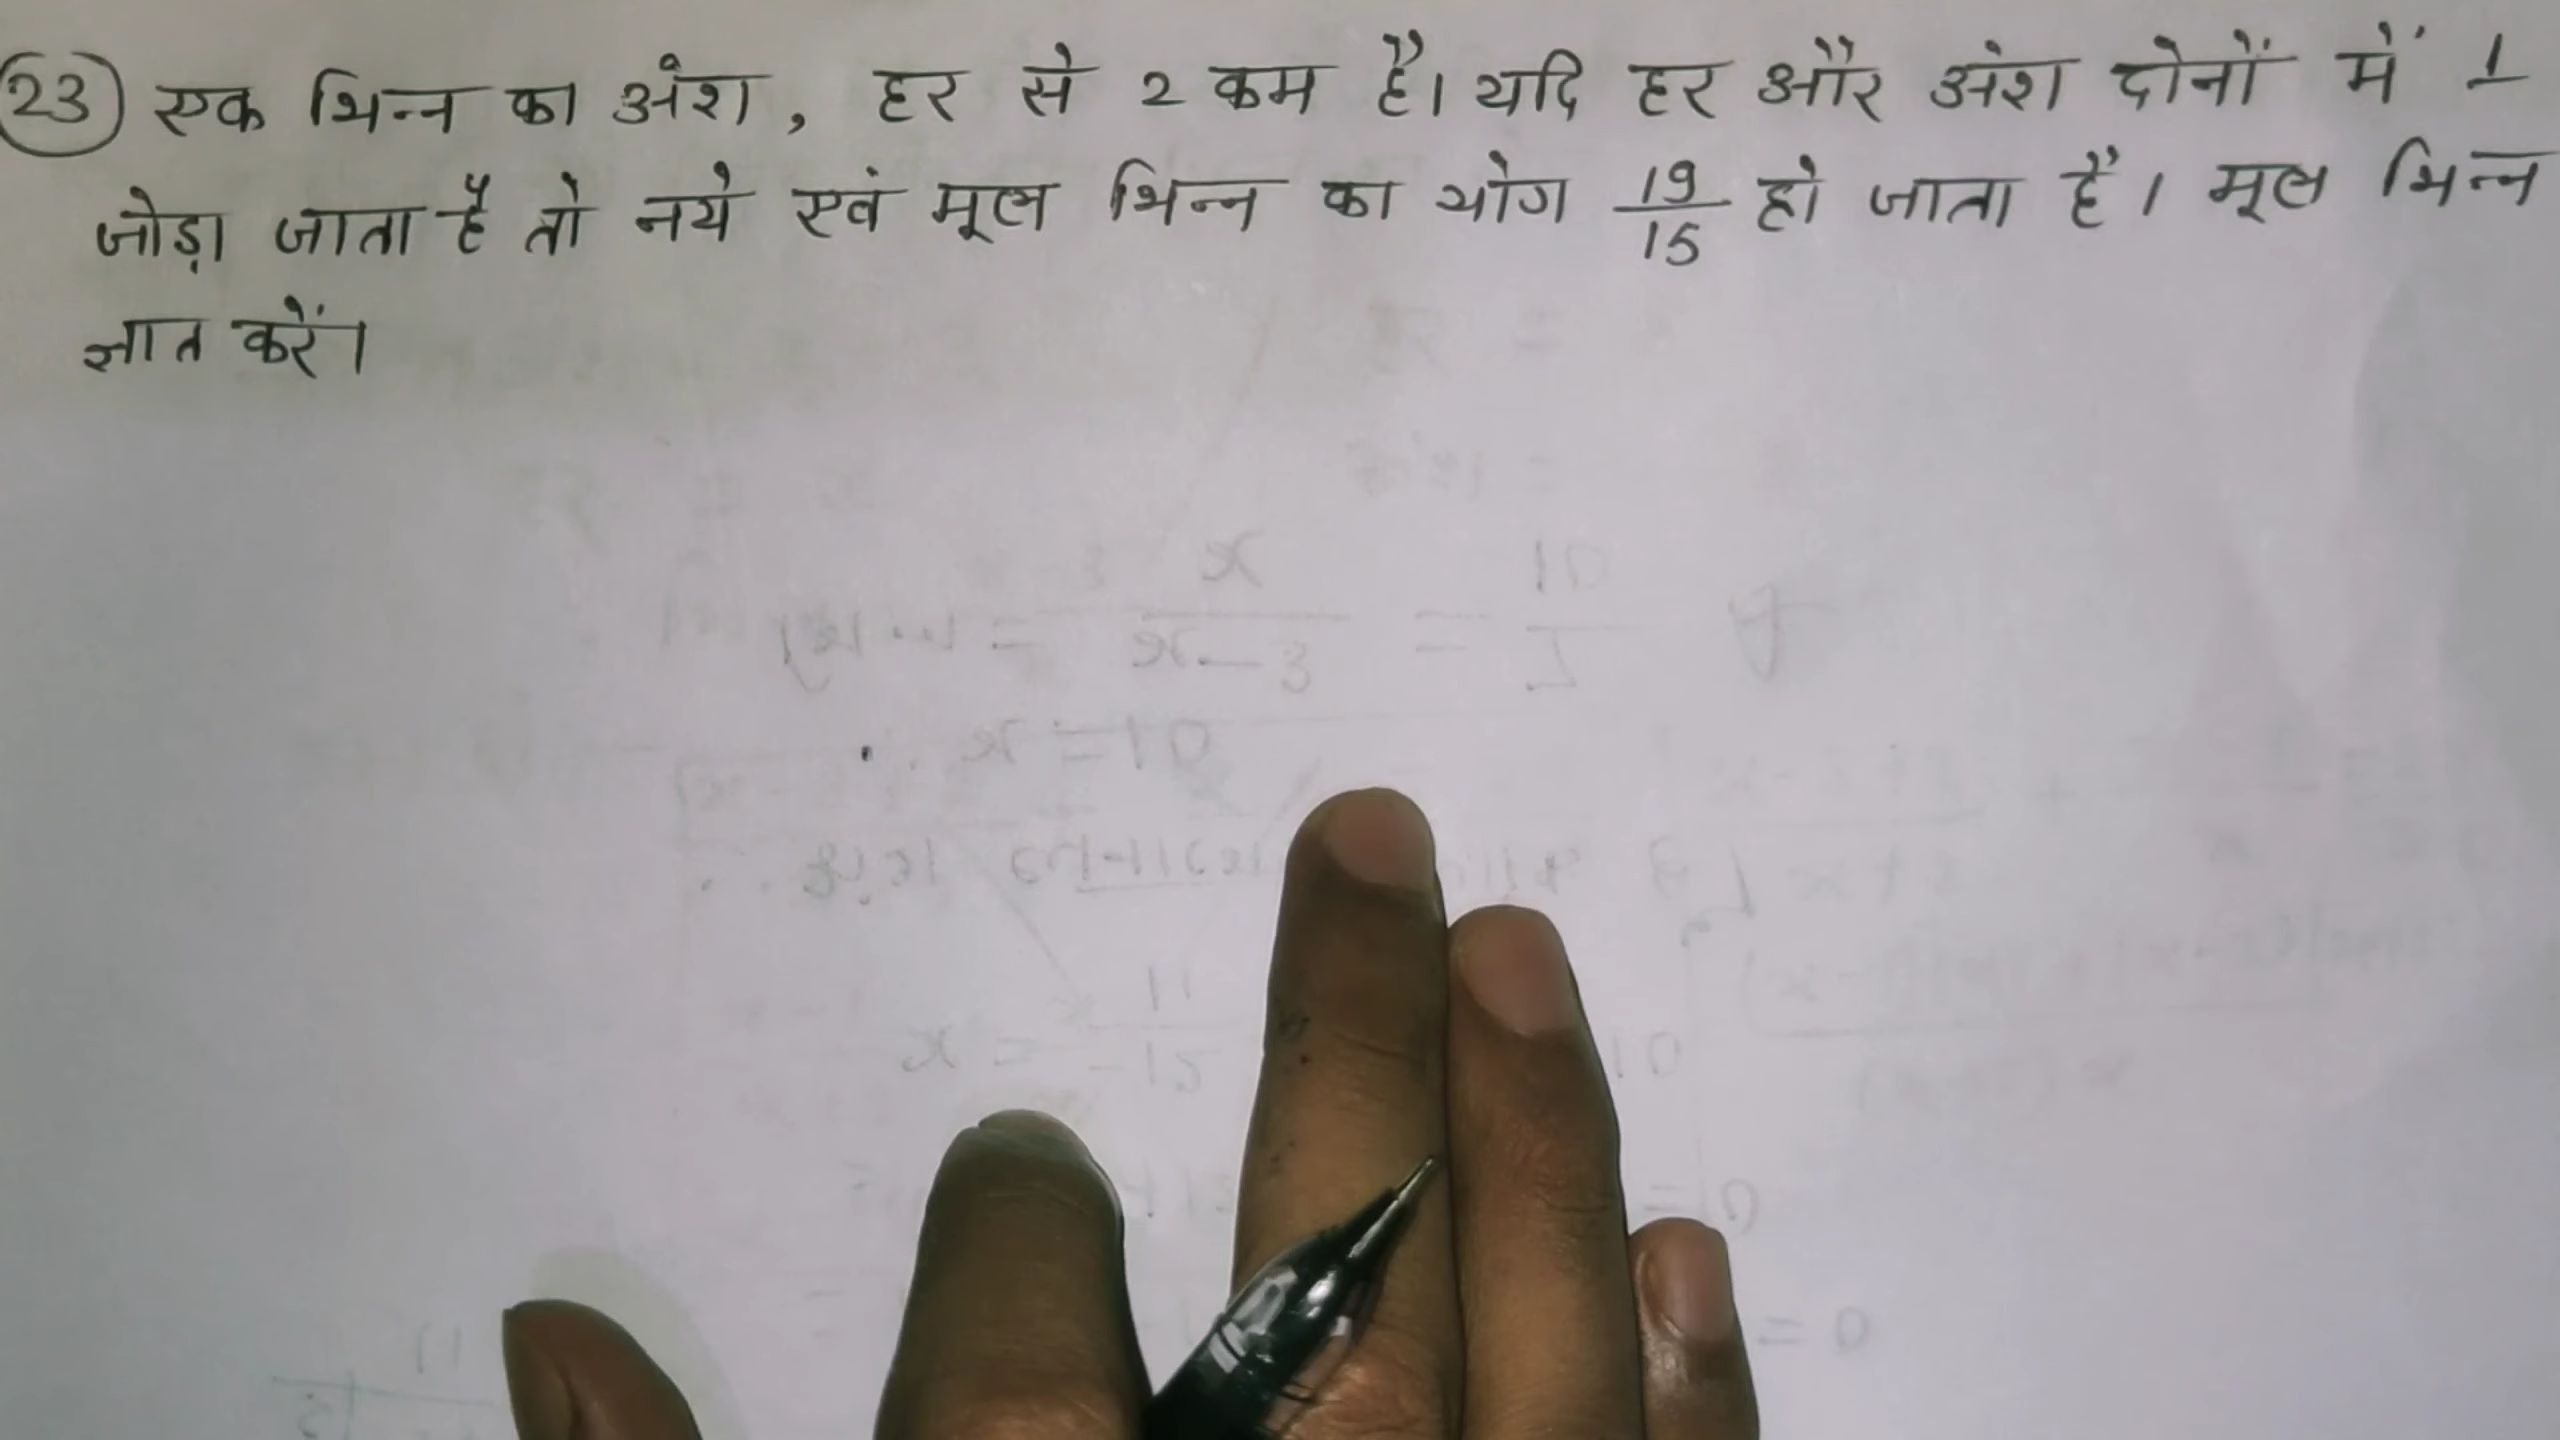 23 एक भिन्न का अंश, हर से 2 कम है। यदि हर और अंश दोनों में 1
जोड़ा जाता है तो नये एवं मूल भिन्न का योग 19/15 हो जाता है। मूल भिन्न
ज्ञात करें।